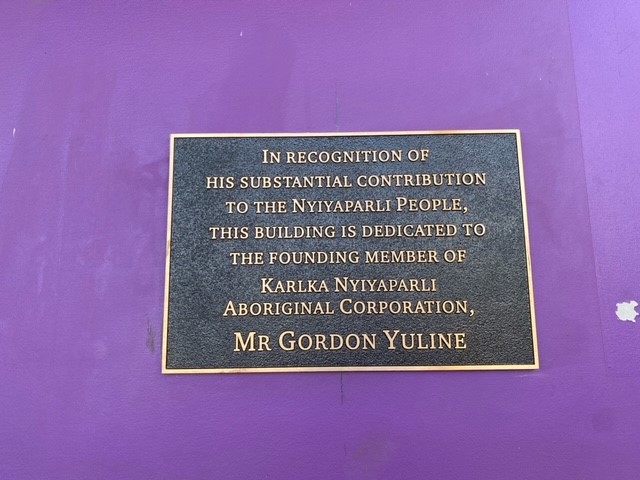 IN RECOGNITION OF
HIS SUBSTANTIAL CONTRIBUTION
TO THE NYIYAPARLI PEOPLE,
THIS BUILDING IS DEDICATED TO
THE FOUNDING MEMBER OF
KARLKA NYIYAPARLI
ABORIGINAL CORPORATION,
MR GORDON YULINE